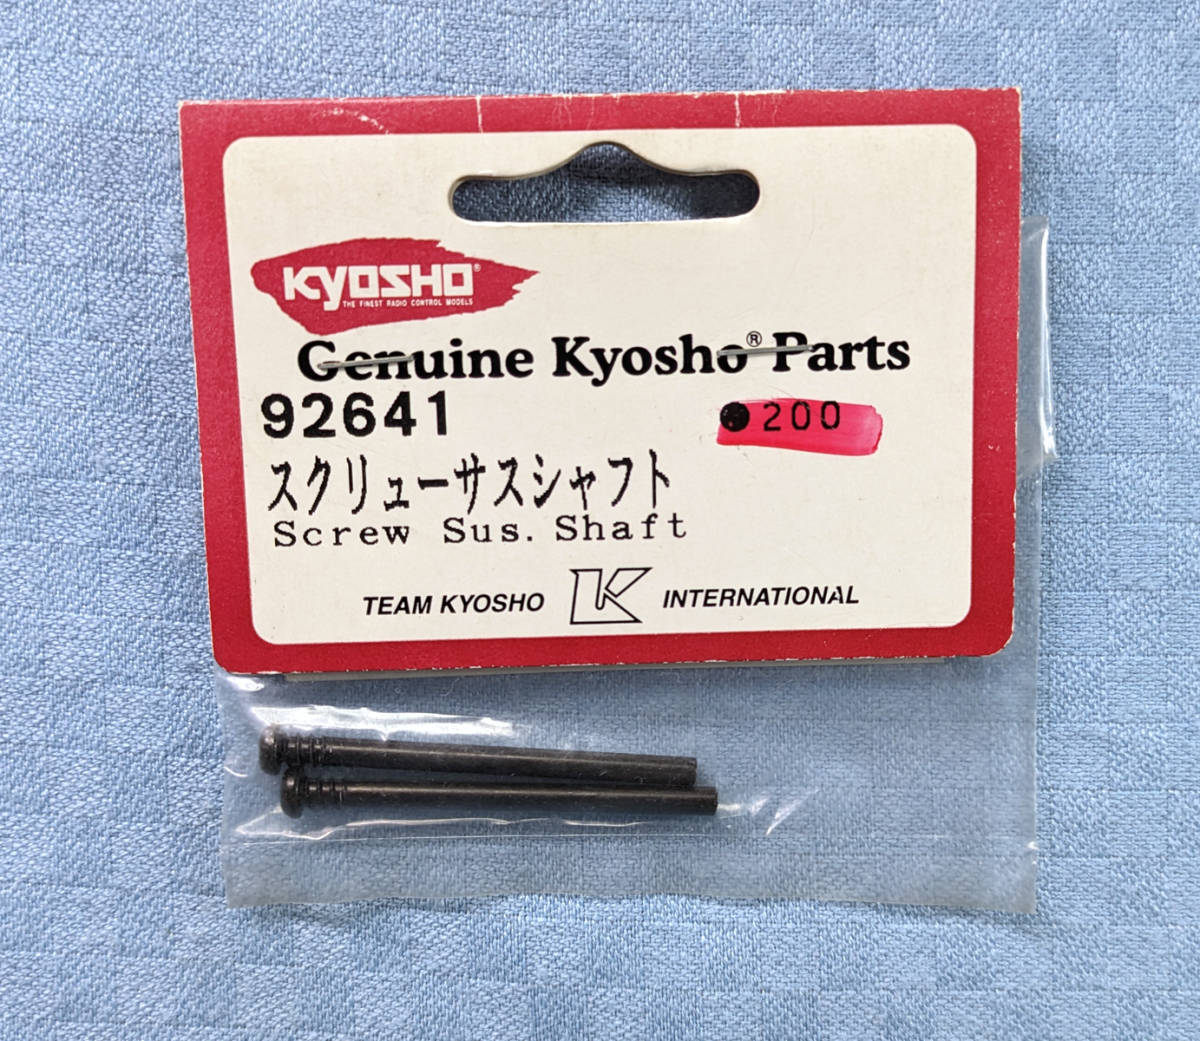 KYOSHO®
THE FINEST RADIO CONTROL MODELS
Genuine Kyosho® Parts
92641
●200
スクリューサスシャフト
Screw Sus. Shaft
TEAM KYOSHO K INTERNATIONAL